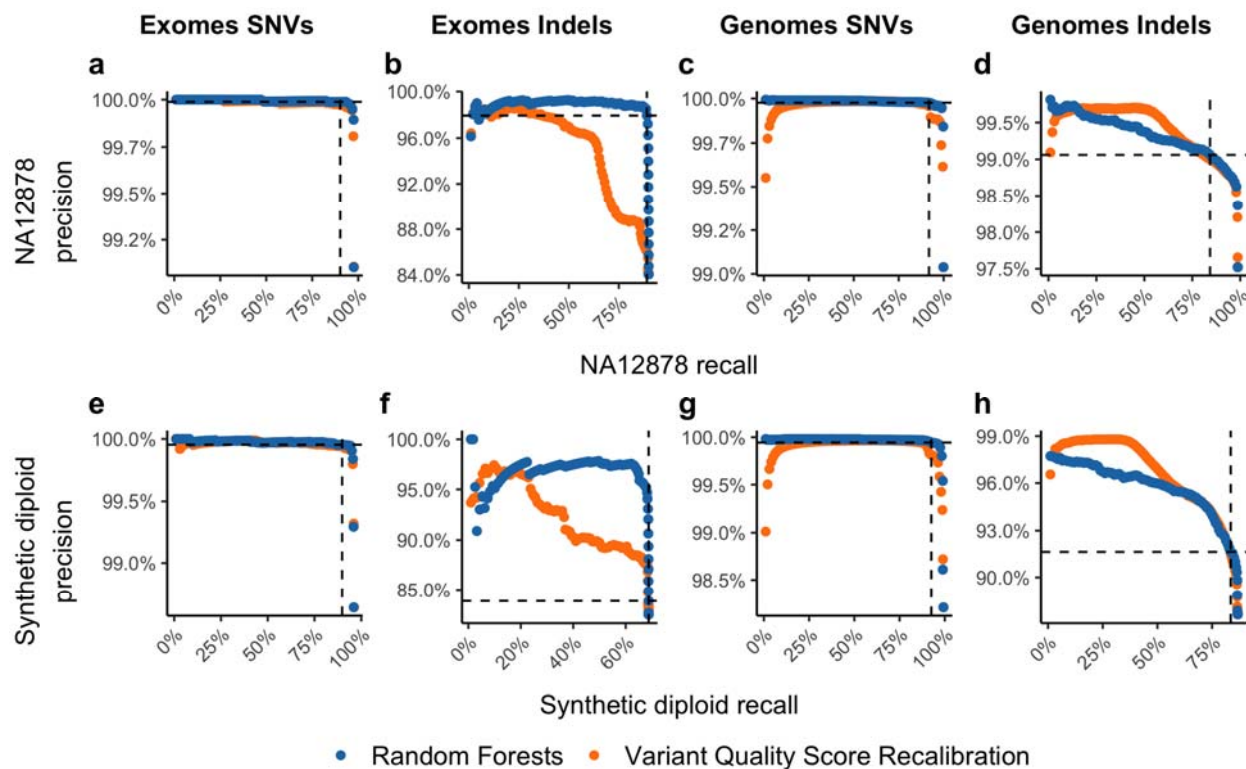 Exomes SNVs Exomes Indels Genomes SNVs Genomes Indels
a b c d
NA12878
precision
100.0%
99.7%
99.5%
99.2%
0% 25% 50% 75% 100%
100.0%
96.0%
92.0%
88.0%
84.0%
0% 25% 50% 75%
100.0%
99.7%
99.5%
99.2%
99.0%
0% 25% 50% 75% 100%
99.5%
99.0%
98.5%
98.0%
97.5%
0% 25% 50% 75% 100%
NA12878 recall
e f g h
Synthetic diploid
precision
100.0%
99.5%
99.0%
0% 25% 50% 75% 100%
100.0%
95.0%
90.0%
85.0%
0% 20% 40% 60%
100.0%
99.5%
99.0%
98.5%
0% 25% 50% 75% 100%
99.0%
96.0%
93.0%
90.0%
0% 25% 50% 75%
Synthetic diploid recall
Random Forests Variant Quality Score Recalibration